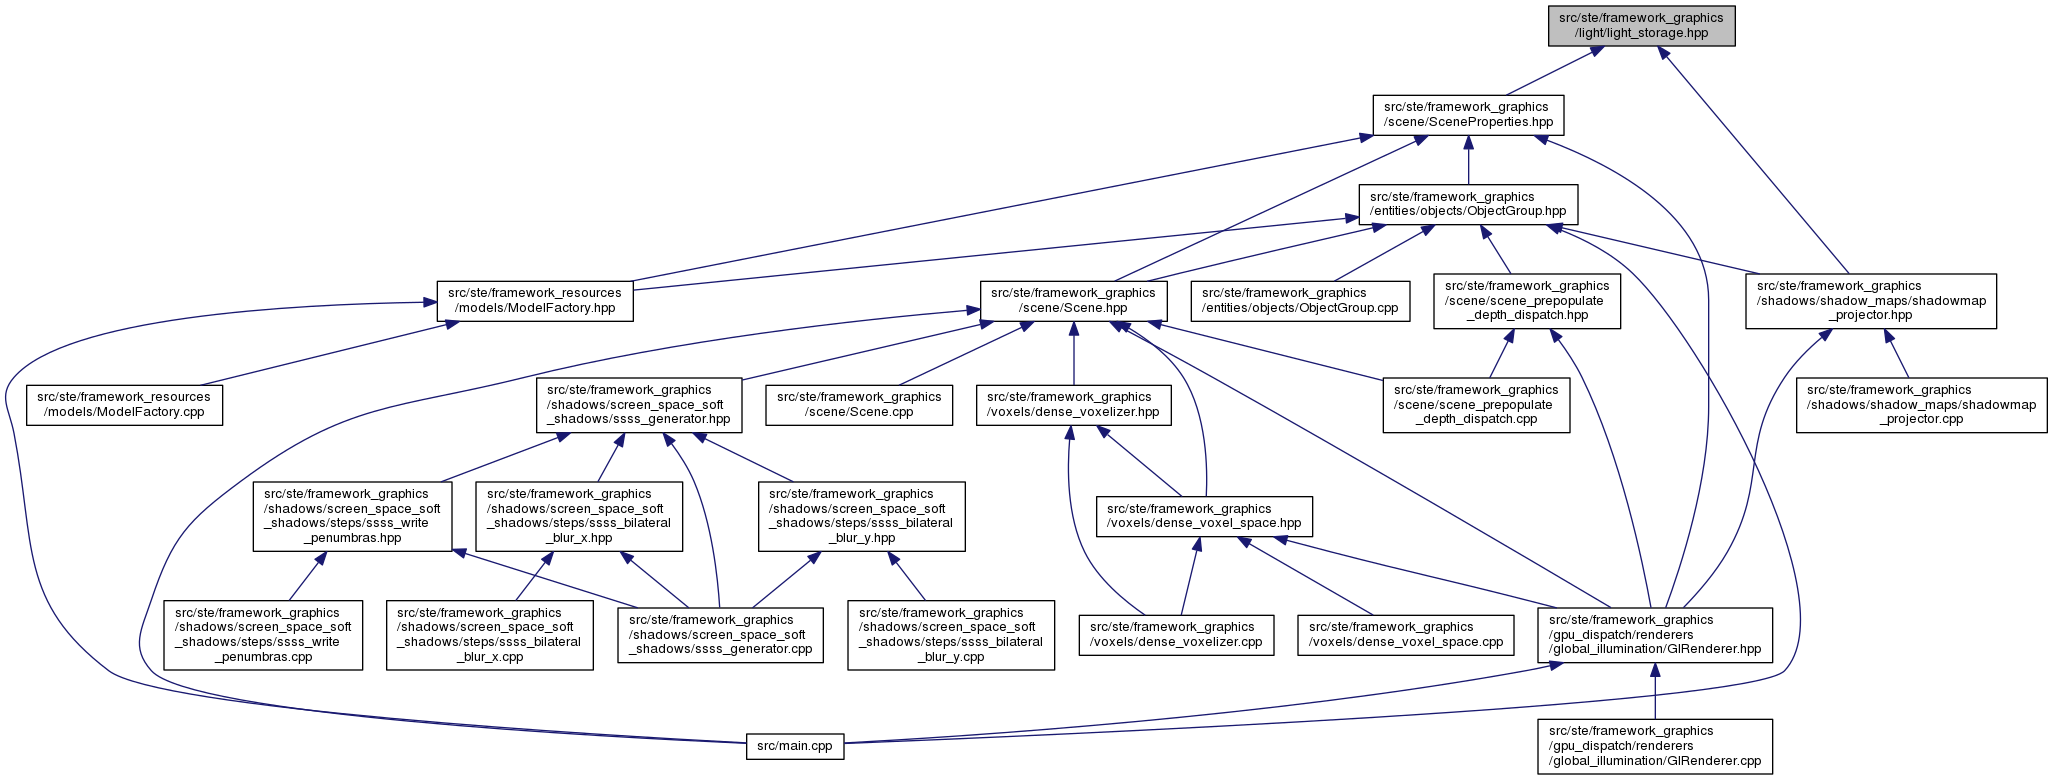 src/ste/framework_graphics
/light/light_storage.hpp
src/ste/framework_graphics
/scene/SceneProperties.hpp
src/ste/framework_graphics
/entities/objects/ObjectGroup.hpp
src/ste/framework_resources
/models/ModelFactory.hpp
src/ste/framework_graphics
/scene/Scene.hpp
src/ste/framework_graphics
/entities/objects/ObjectGroup.cpp
src/ste/framework_graphics
/scene/scene_prepopulate
_depth_dispatch.hpp
src/ste/framework_graphics
/shadows/shadow_maps/shadowmap
_projector.hpp
src/ste/framework_resources
/models/ModelFactory.cpp
src/ste/framework_graphics
/shadows/screen_space_soft
_shadows/ssss_generator.hpp
src/ste/framework_graphics
/scene/Scene.cpp
src/ste/framework_graphics
/voxels/dense_voxelizer.hpp
src/ste/framework_graphics
/scene/scene_prepopulate
_depth_dispatch.cpp
src/ste/framework_graphics
/shadows/shadow_maps/shadowmap
_projector.cpp
src/ste/framework_graphics
/shadows/screen_space_soft
_shadows/steps/ssss_write
_penumbras.hpp
src/ste/framework_graphics
/shadows/screen_space_soft
_shadows/steps/ssss_bilateral
_blur_x.hpp
src/ste/framework_graphics
/shadows/screen_space_soft
_shadows/steps/ssss_bilateral
_blur_y.hpp
src/ste/framework_graphics
/voxels/dense_voxel_space.hpp
src/ste/framework_graphics
/shadows/screen_space_soft
_shadows/steps/ssss_write
_penumbras.cpp
src/ste/framework_graphics
/shadows/screen_space_soft
_shadows/steps/ssss_bilateral
_blur_x.cpp
src/ste/framework_graphics
/shadows/screen_space_soft
_shadows/ssss_generator.cpp
src/ste/framework_graphics
/shadows/screen_space_soft
_shadows/steps/ssss_bilateral
_blur_y.cpp
src/ste/framework_graphics
/voxels/dense_voxelizer.cpp
src/ste/framework_graphics
/voxels/dense_voxel_space.cpp
src/ste/framework_graphics
/gpu_dispatch/renderers
/global_illumination/GIRenderer.hpp
src/main.cpp
src/ste/framework_graphics
/gpu_dispatch/renderers
/global_illumination/GIRenderer.cpp